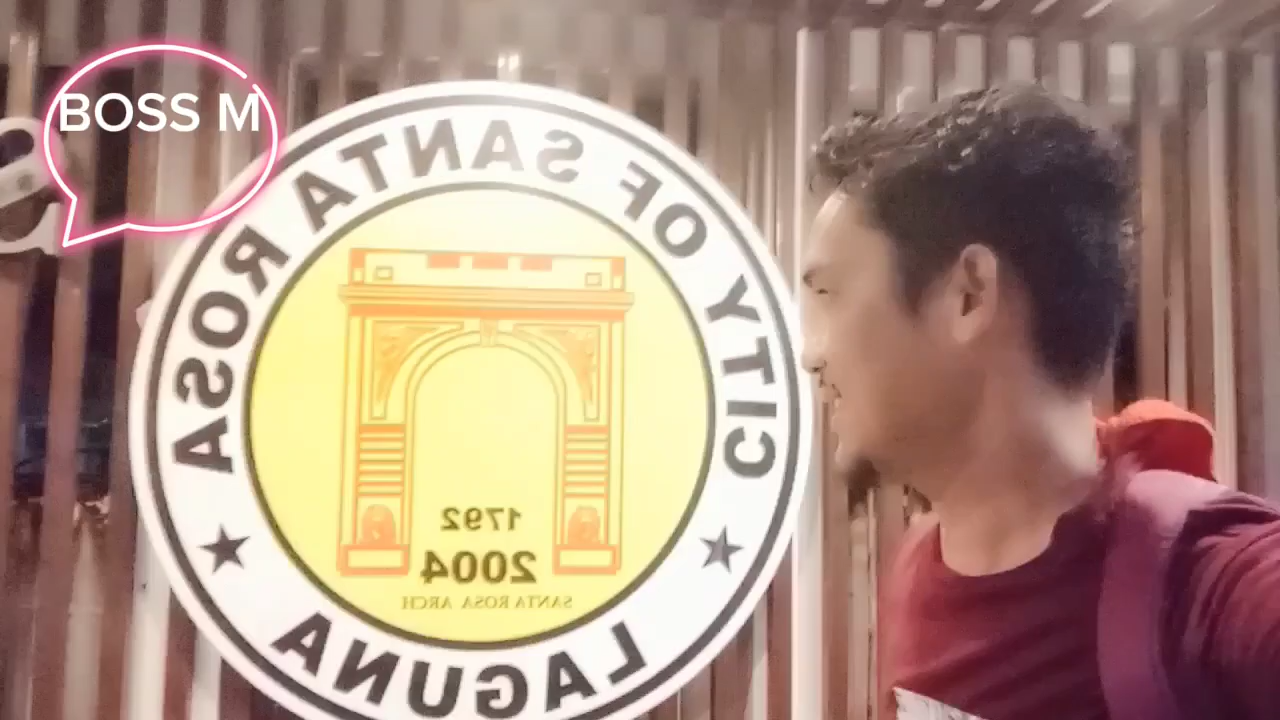 BOSS M
CITY OF SANTA ROSA
1792
2004
SANTA ROSA ARCH
LAGUNA